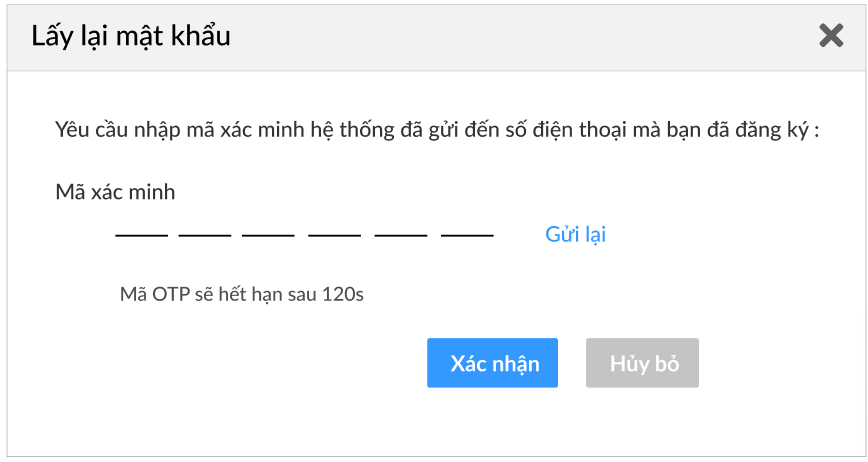 Lấy lại mật khẩu
Yêu cầu nhập mã xác minh hệ thống đã gửi đến số điện thoại mà bạn đã đăng ký :
Mã xác minh
Gửi lại
Mã OTP sẽ hết hạn sau 120s
Xác nhận Hủy bỏ